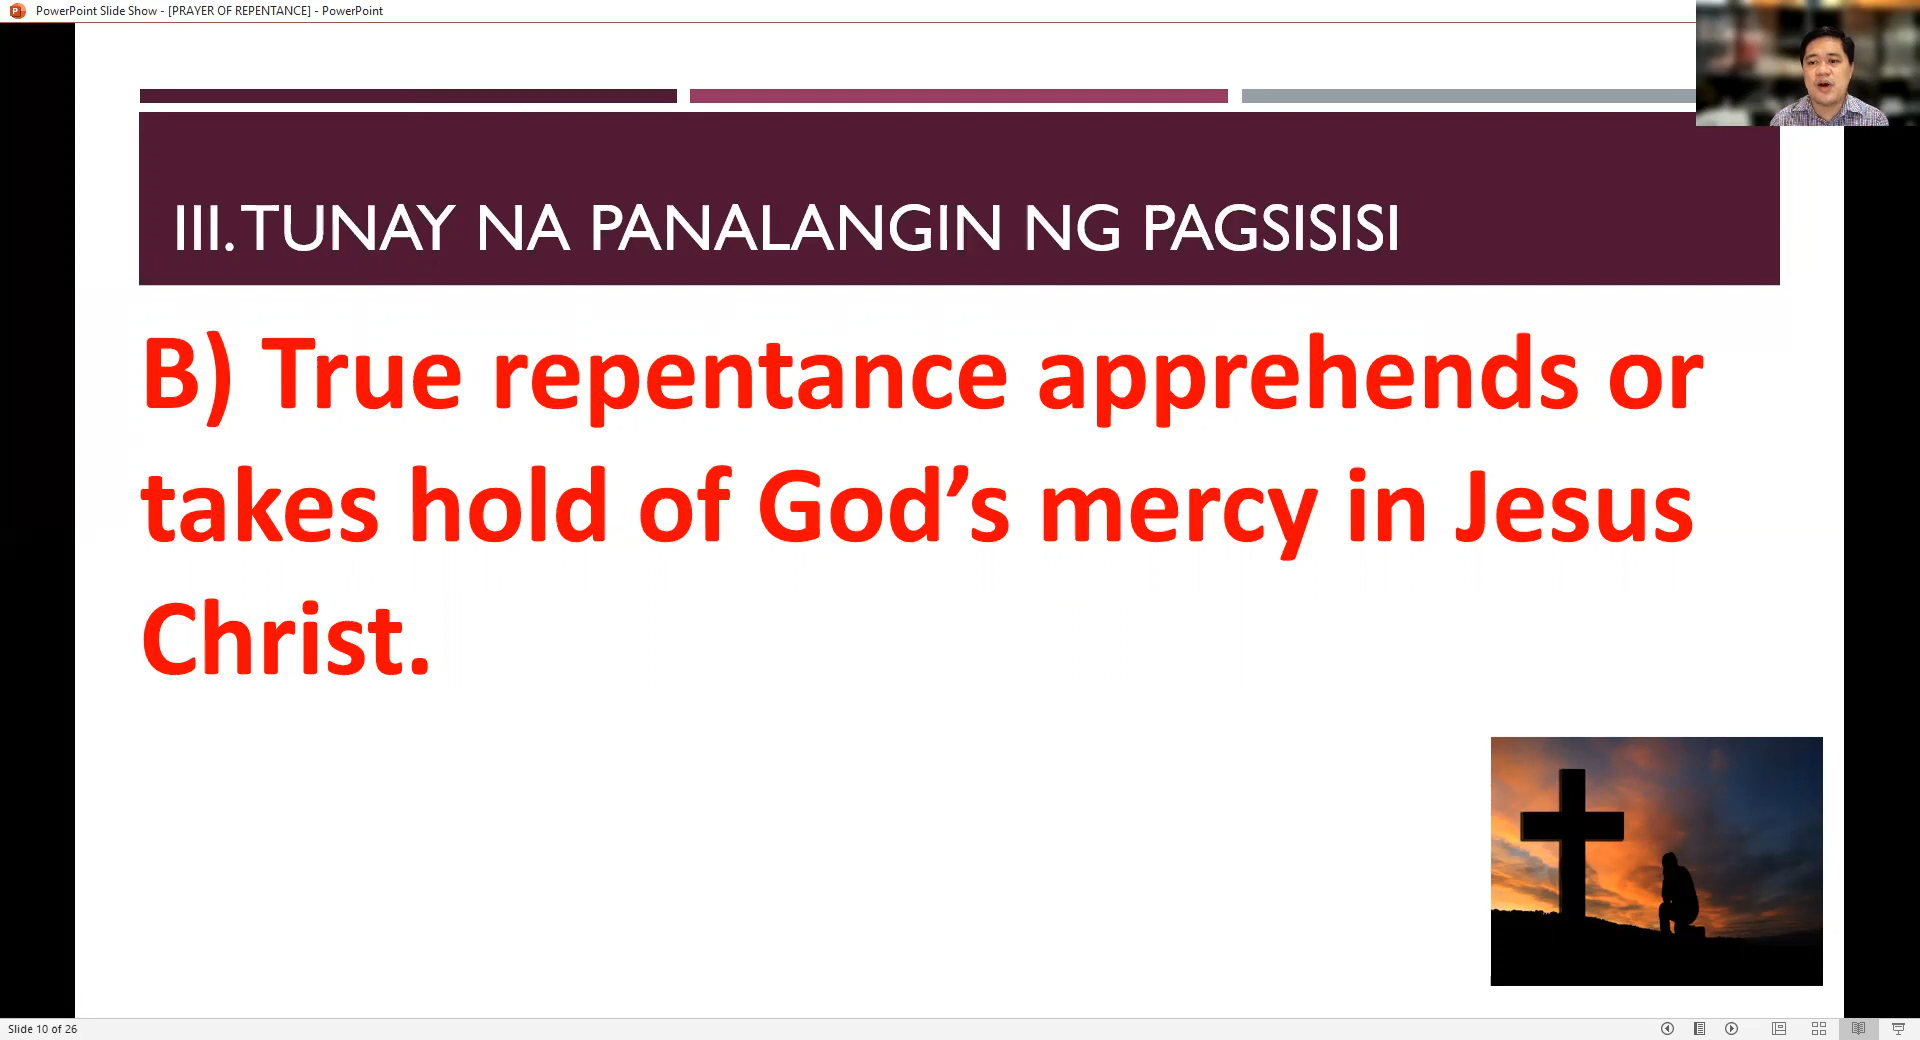 PowerPoint Slide Show - [PRAYER OF REPENTANCE] - PowerPoint
III. TUNAY NA PANALANGIN NG PAGSISISI
B) True repentance apprehends or
takes hold of God’s mercy in Jesus
Christ.
Slide 10 of 26